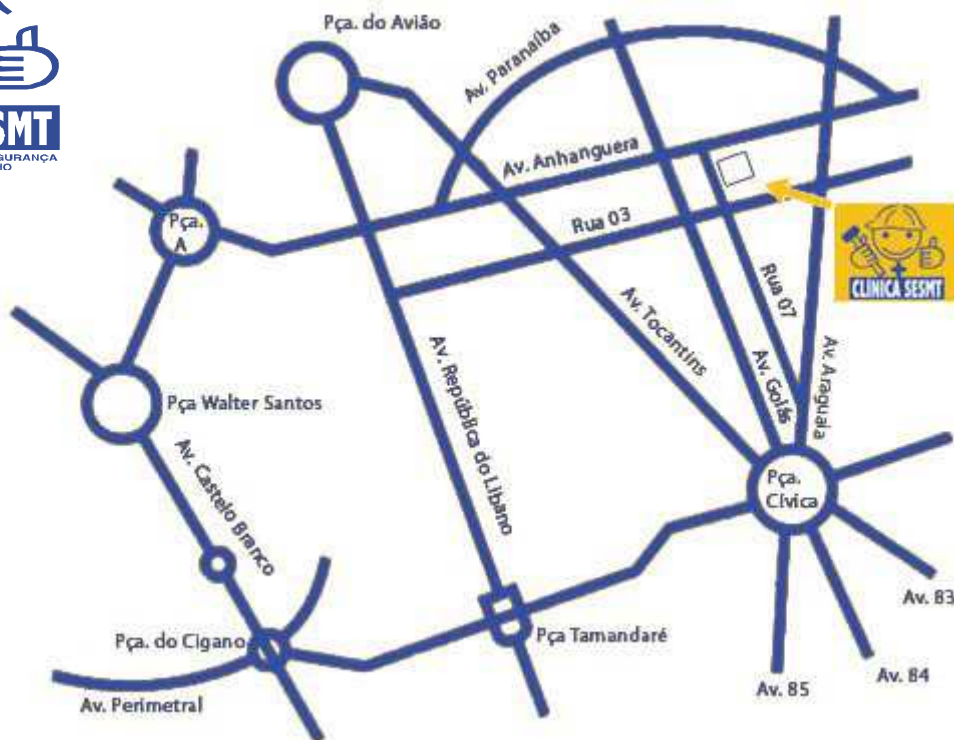 Pça. do Avião
Av. Paranaíba
SMT
GURANÇA
Av. Anhanguera
Pça.
A
Rua 03
CLINICA SESMT
Rua 07
Av. Tocantins
Av. República do Líbano
Av. Goiás
Av. Araguaia
Pça Walter Santos
Av. Castelo Branco
Pça.
Cívica
Av. 83
Pça. do Cigano
Pça Tamandaré
Av. 84
Av. 85
Av. Perimetral